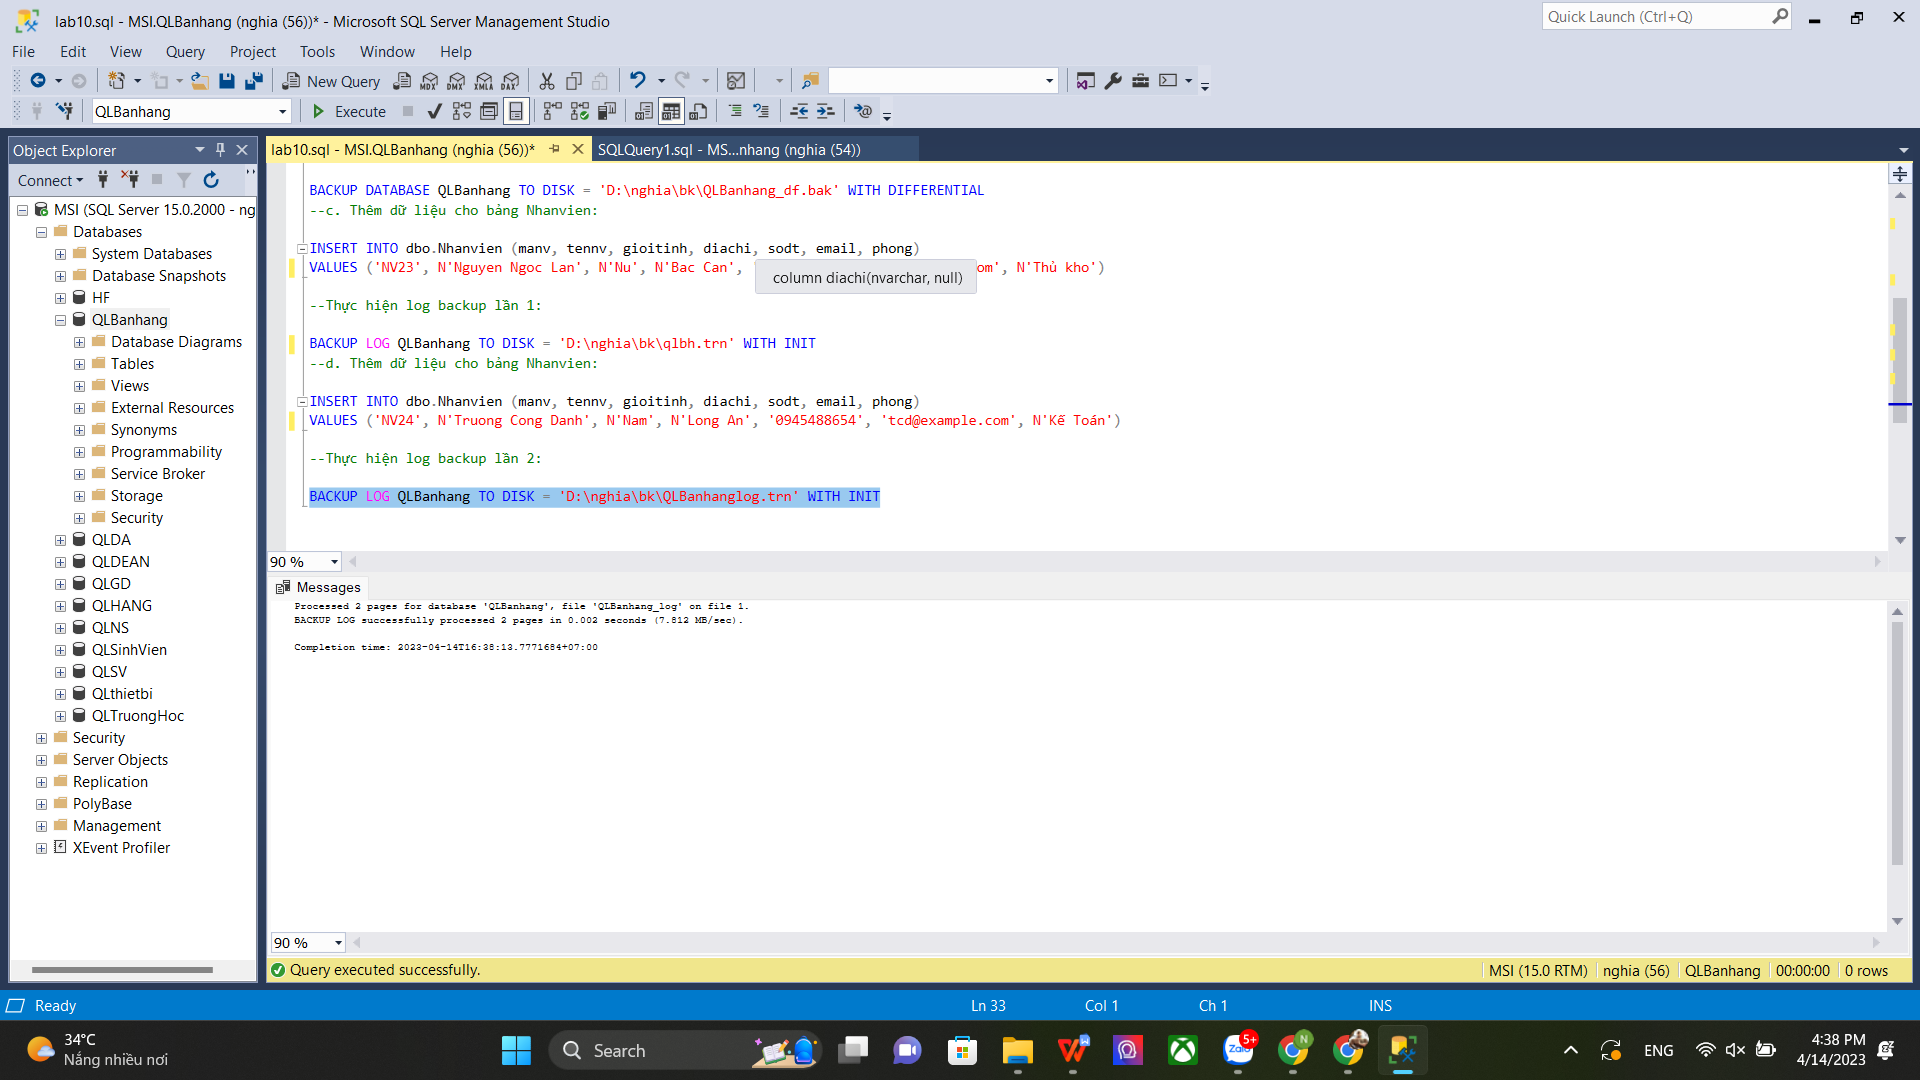 lab10.sql - MSI.QLBanhang (nghia (56))* - Microsoft SQL Server Management Studio
Quick Launch (Ctrl+Q)
File Edit View Query Project Tools Window Help
New Query
MDX DMX XMLA DAX
QLBanhang
Execute
Object Explorer
lab10.sql - MSI.QLBanhang (nghia (56))*
SQLQuery1.sql - MS...nhang (nghia (54))
Connect
MSI (SQL Server 15.0.2000 - ng
Databases
System Databases
Database Snapshots
HF
QLBanhang
Database Diagrams
Tables
Views
External Resources
Synonyms
Programmability
Service Broker
Storage
Security
QLDA
QLDEAN
QLGD
QLHANG
QLNS
QLSinhVien
QLSV
QLthietbi
QLTruongHoc
Security
Server Objects
Replication
PolyBase
Management
XEvent Profiler
BACKUP DATABASE QLBanhang TO DISK = 'D:\nghia\bk\QLBanhang_df.bak' WITH DIFFERENTIAL
--c. Thêm dữ liệu cho bảng Nhanvien:
INSERT INTO dbo.Nhanvien (manv, tennv, gioitinh, diachi, sodt, email, phong)
VALUES ('NV23', N'Nguyen Ngoc Lan', N'Nu', N'Bac Can', 'om', N'Thủ kho')
column diachi(nvarchar, null)
--Thực hiện log backup lần 1:
BACKUP LOG QLBanhang TO DISK = 'D:\nghia\bk\qlbh.trn' WITH INIT
--d. Thêm dữ liệu cho bảng Nhanvien:
INSERT INTO dbo.Nhanvien (manv, tennv, gioitinh, diachi, sodt, email, phong)
VALUES ('NV24', N'Truong Cong Danh', N'Nam', N'Long An', '0945488654', 'tcd@example.com', N'Kế Toán')
--Thực hiện log backup lần 2:
BACKUP LOG QLBanhang TO DISK = 'D:\nghia\bk\QLBanhanglog.trn' WITH INIT
90 %
Messages
Processed 2 pages for database 'QLBanhang', file 'QLBanhang_log' on file 1.
BACKUP LOG successfully processed 2 pages in 0.002 seconds (7.812 MB/sec).
Completion time: 2023-04-14T16:38:13.7771684+07:00
90 %
Query executed successfully.
MSI (15.0 RTM) nghia (56) QLBanhang 00:00:00 0 rows
Ready
Ln 33 Col 1 Ch 1 INS
34°C
Nắng nhiều nơi
Search
Zalo
5+
N
ENG
4:38 PM
4/14/2023